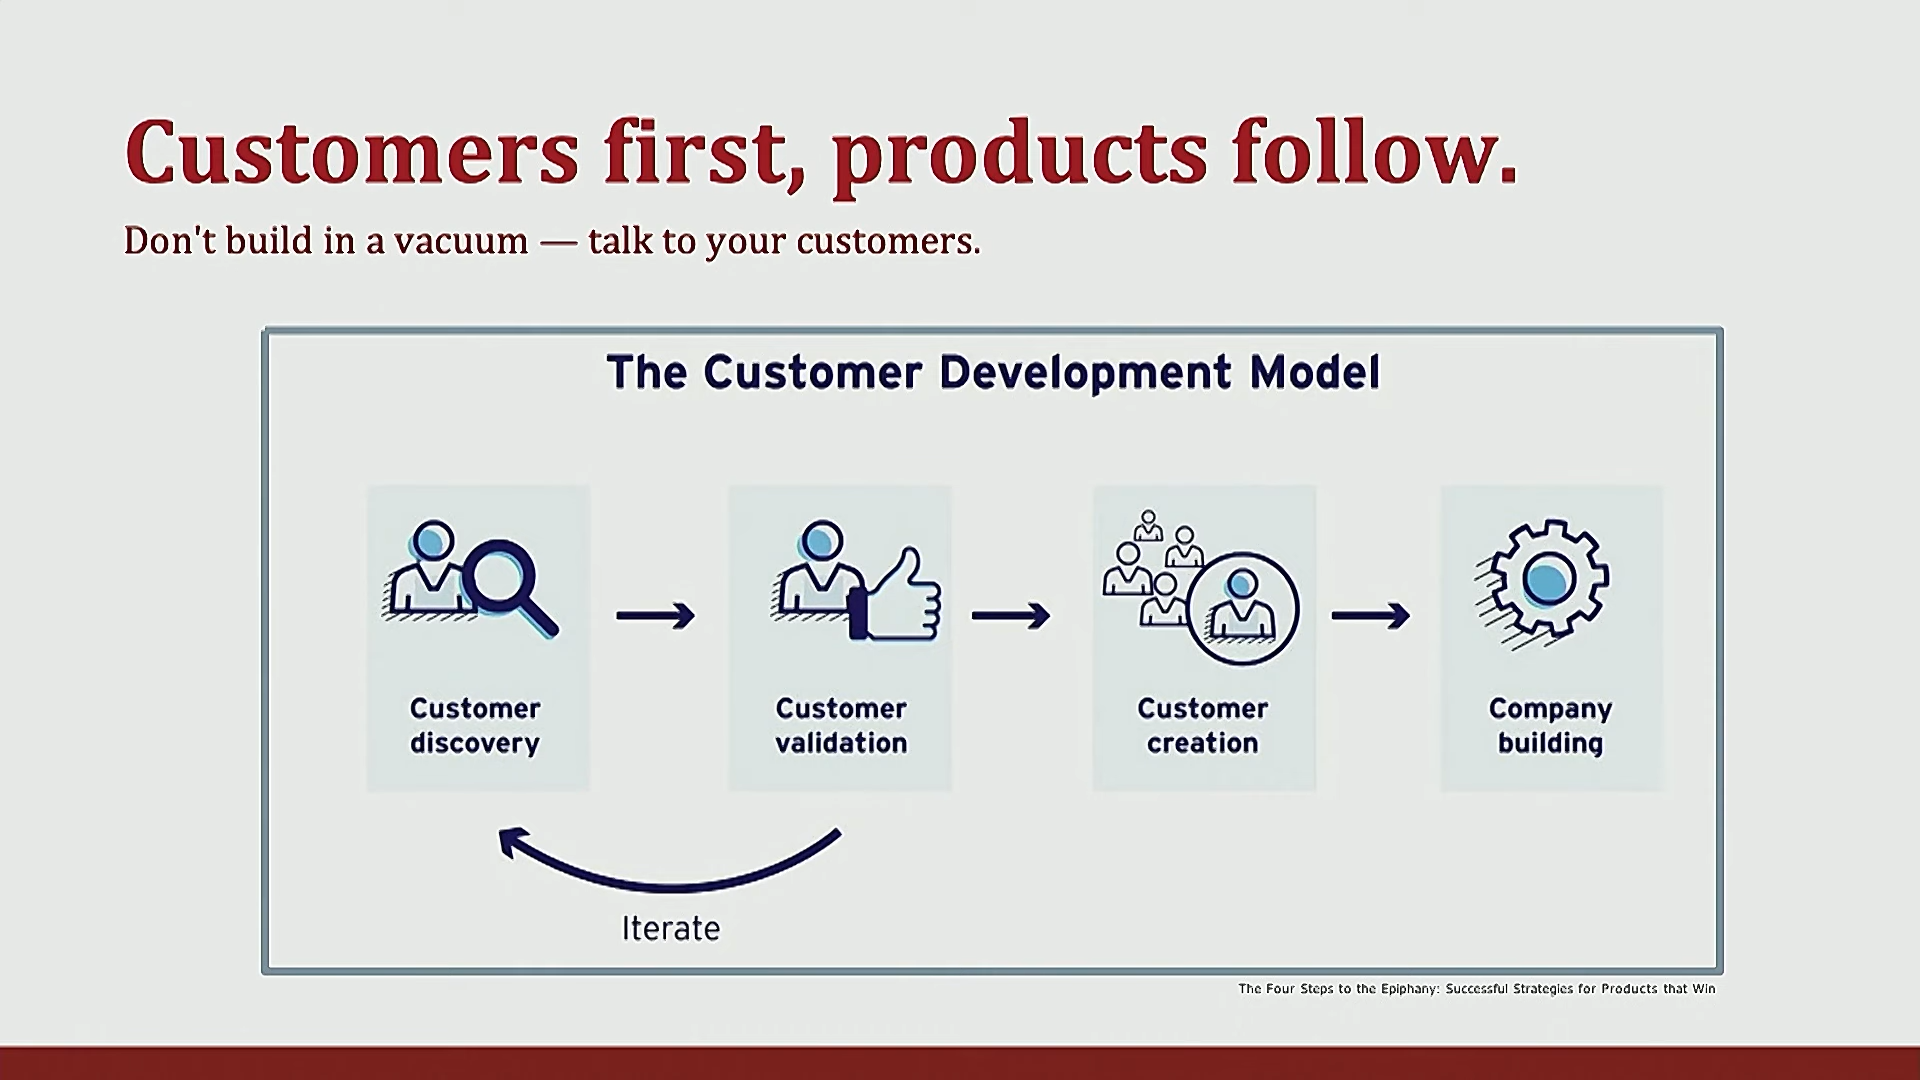 Customers first, products follow.
Don't build in a vacuum — talk to your customers.
The Customer Development Model
Customer
discovery
Customer
validation
Customer
creation
Company
building
Iterate
The Four Steps to the Epiphany: Successful Strategies for Products that Win